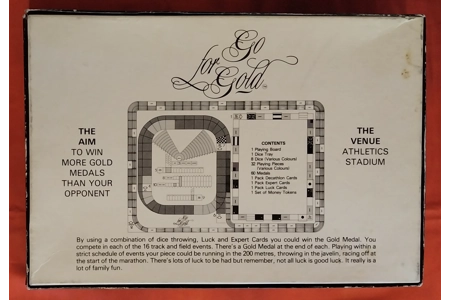 Go
for
Gold
THE
AIM
TO WIN
MORE GOLD
MEDALS
THAN YOUR
OPPONENT
CONTENTS
1 Playing Board
1 Dice Tray
8 Dice (Various Colours)
32 Playing Pieces
(Various Colours)
66 Medals
1 Pack Decathlon Cards
1 Pack Expert Cards
1 Pack Luck Cards
1 Set of Money Tokens
THE
VENUE
ATHLETICS
STADIUM
By using a combination of dice throwing, Luck and Expert Cards you could win the Gold Medal. You
compete in each of the 16 track and field events. There's a Gold Medal at the end of each. Playing within a
strict schedule of events your piece could be running in the 200 metres, throwing in the javelin, racing off at
the start of the marathon. There's lots of luck to be had but remember, not all luck is good luck. It really is a
lot of family fun.